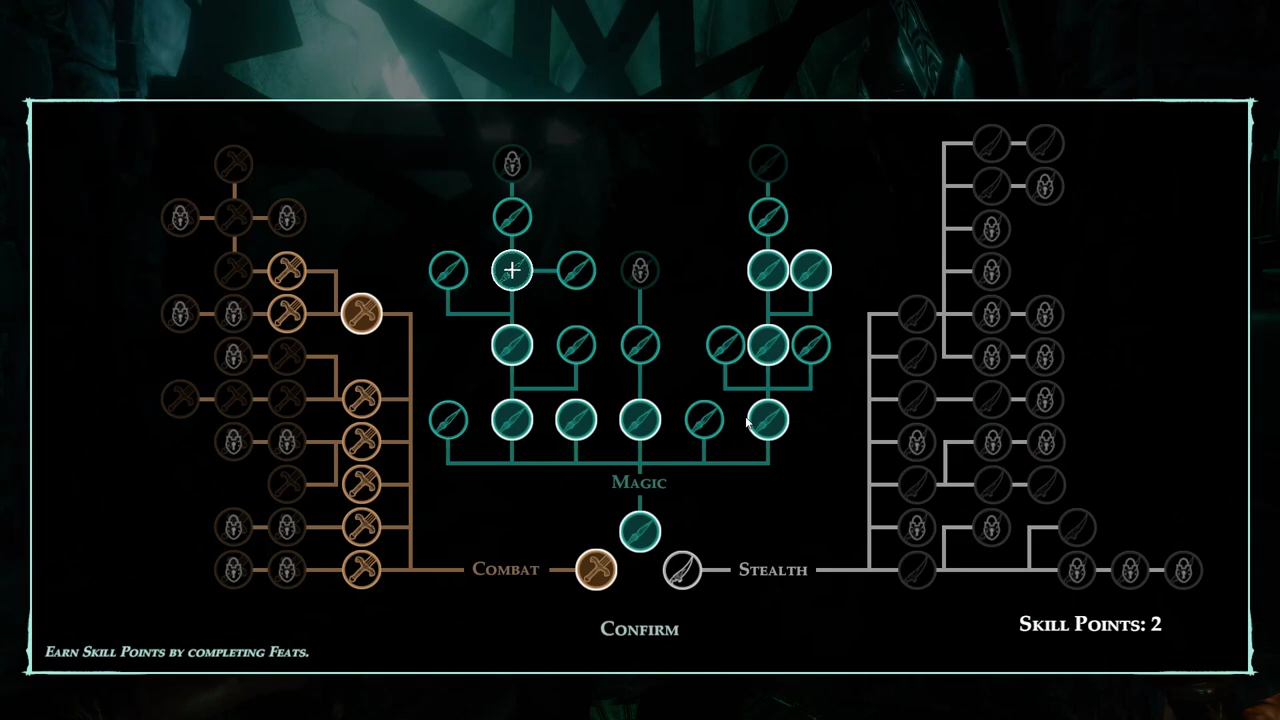 Magic
Combat
Stealth
Confirm
Skill Points: 2
Earn Skill Points by completing Feats.